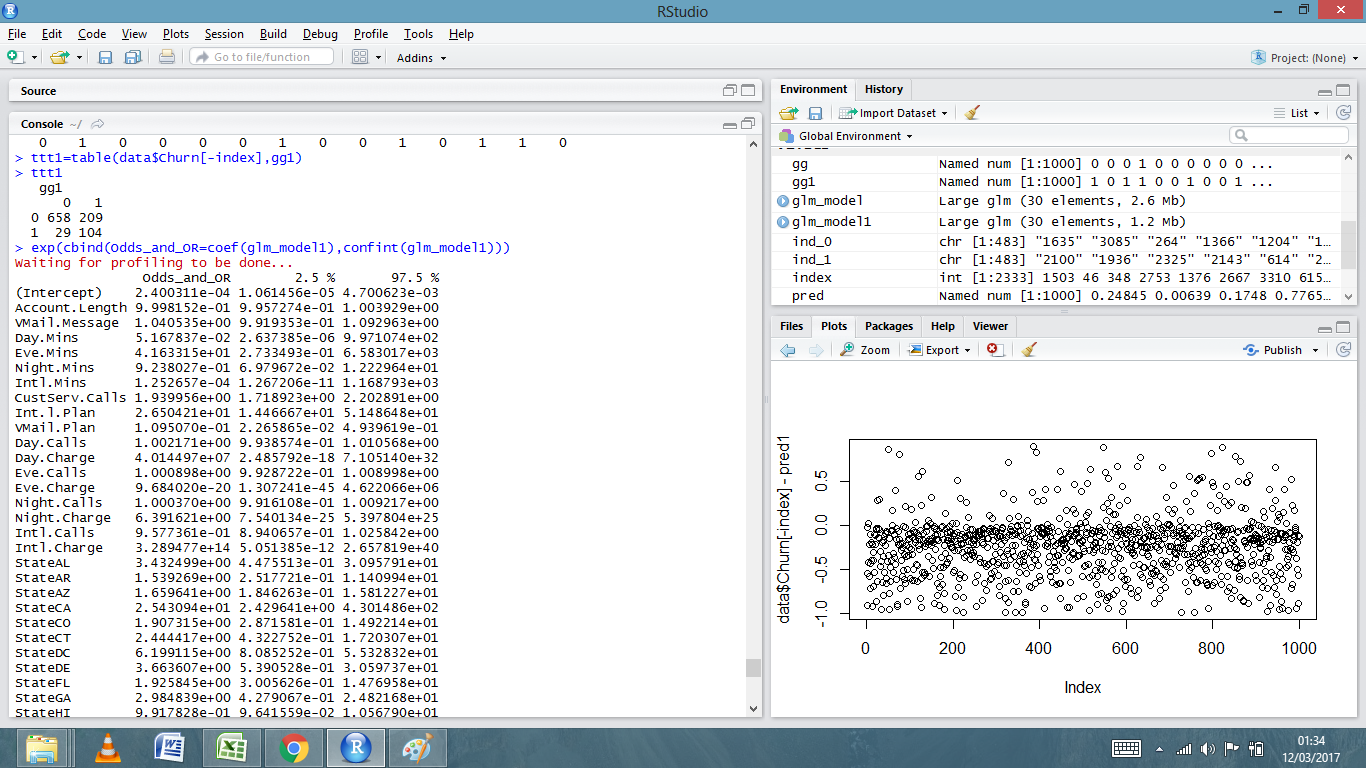 RStudio
File Edit Code View Plots Session Build Debug Profile Tools Help
Go to file/function Addins Project: (None)
Source
Console ~/
0 1 0 0 0 0 1 0 0 1 0 1 1 0
> ttt1=table(data$Churn[-index],gg1)
> ttt1
gg1
0 1
0 658 209
1 29 104
> exp(cbind(Odds_and_OR=coef(glm_model1),confint(glm_model1)))
Waiting for profiling to be done...
Odds_and_OR 2.5 % 97.5 %
(Intercept) 2.400311e-04 1.061456e-05 4.700623e-03
Account.Length 9.998152e-01 9.957274e-01 1.003929e+00
VMail.Message 1.040535e+00 9.919353e-01 1.092963e+00
Day.Mins 5.167837e-02 2.637385e-06 9.971074e+02
Eve.Mins 4.163315e+01 2.733493e-01 6.583017e+03
Night.Mins 9.238027e-01 6.979672e-02 1.222964e+01
Intl.Mins 1.252657e-04 1.267206e-11 1.168793e+03
CustServ.Calls 1.939956e+00 1.718923e+00 2.202891e+00
Int.l.Plan 2.650421e+01 1.446667e+01 5.148648e+01
VMail.Plan 1.095070e-01 2.265865e-02 4.939619e-01
Day.Calls 1.002171e+00 9.938574e-01 1.010568e+00
Day.Charge 4.014497e+07 2.485792e-18 7.105140e+32
Eve.Calls 1.000898e+00 9.928722e-01 1.008998e+00
Eve.Charge 9.684020e-20 1.307241e-45 4.622066e+06
Night.Calls 1.000370e+00 9.916108e-01 1.009217e+00
Night.Charge 6.391621e+00 7.540134e-25 5.397804e+25
Intl.Calls 9.577361e-01 8.940657e-01 1.025842e+00
Intl.Charge 3.289477e+14 5.051385e-12 2.657819e+40
StateAL 3.432499e+00 4.475513e-01 3.095791e+01
StateAR 1.539269e+00 2.517721e-01 1.140994e+01
StateAZ 1.659641e+00 1.846263e-01 1.581227e+01
StateCA 2.543094e+01 2.429641e+00 4.301486e+02
StateCO 1.907315e+00 2.871581e-01 1.492214e+01
StateCT 2.444417e+00 4.322752e-01 1.720307e+01
StateDC 6.199115e+00 8.085252e-01 5.532832e+01
StateDE 3.663607e+00 5.390528e-01 3.059737e+01
StateFL 1.925845e+00 3.005626e-01 1.476958e+01
StateGA 2.984839e+00 4.279067e-01 2.482168e+01
StateHI 9.917828e-01 9.641559e-02 1.056790e+01
Environment History
Import Dataset List
Global Environment
gg Named num [1:1000] 0 0 0 1 0 0 0 0 0 0 ...
gg1 Named num [1:1000] 1 0 1 1 0 0 1 0 0 1 ...
glm_model Large glm (30 elements, 2.6 Mb)
glm_model1 Large glm (30 elements, 1.2 Mb)
ind_0 chr [1:483] "1635" "3085" "264" "1366" "1204" "1…
ind_1 chr [1:483] "2100" "1936" "2325" "2143" "614" "2…
index int [1:2333] 1503 46 348 2753 1376 2667 3310 615…
pred Named num [1:1000] 0.24845 0.00639 0.1748 0.7765…
Files Plots Packages Help Viewer
Zoom Export Publish
data$Churn[-index] - pred1
0.5
0.0
-0.5
-1.0
0 200 400 600 800 1000
Index
01:34
12/03/2017